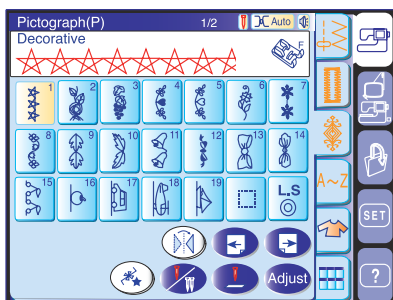 Pictograph(P) 1/2 Auto
Decorative
F
1 2 3 4 5 6 7
8 9 10 11 12 13 14
15 16 17 18 19 L.S
A~Z
SET
Adjust
?